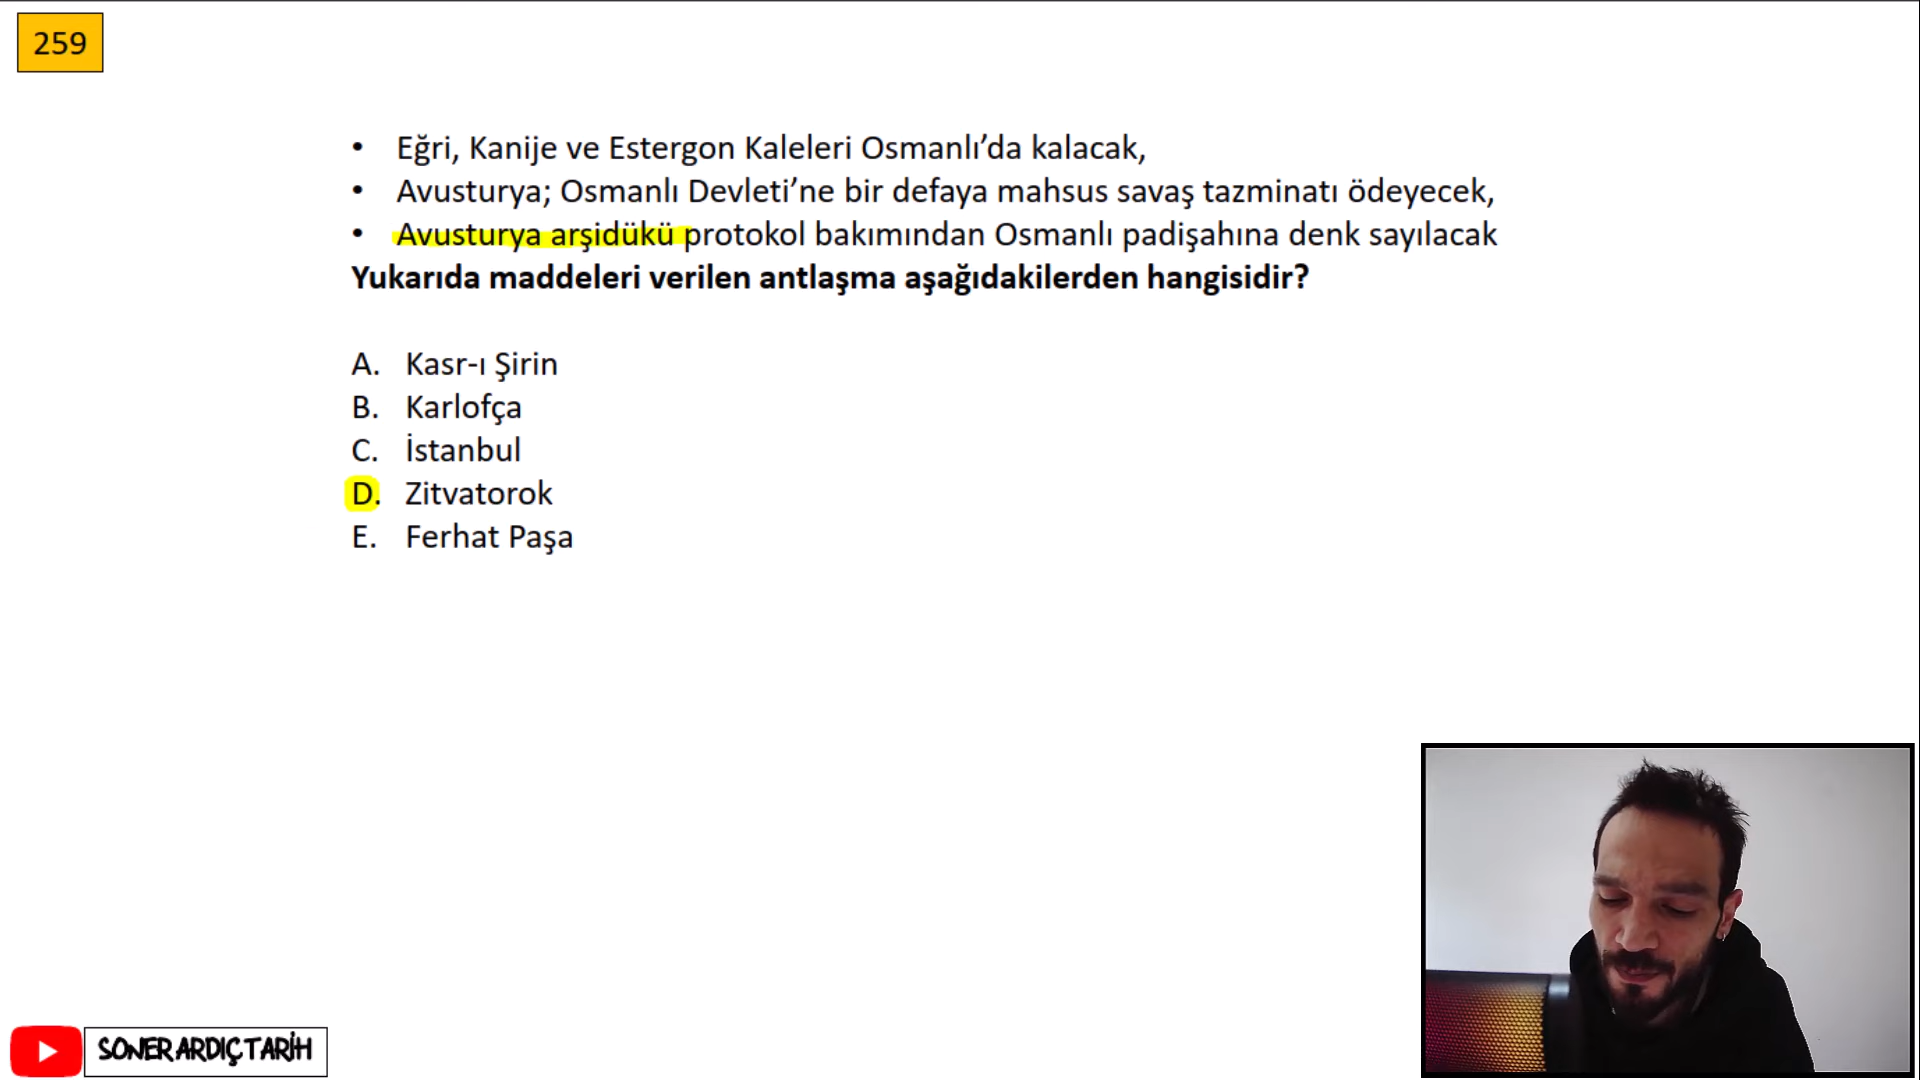 259
• Eğri, Kanije ve Estergon Kaleleri Osmanlı’da kalacak,
• Avusturya; Osmanlı Devleti’ne bir defaya mahsus savaş tazminatı ödeyecek,
• Avusturya arşidükü protokol bakımından Osmanlı padişahına denk sayılacak
Yukarıda maddeleri verilen antlaşma aşağıdakilerden hangisidir?
A. Kasr-ı Şirin
B. Karlofça
C. İstanbul
D. Zitvatorok
E. Ferhat Paşa
SONER ARDIÇ TARİH